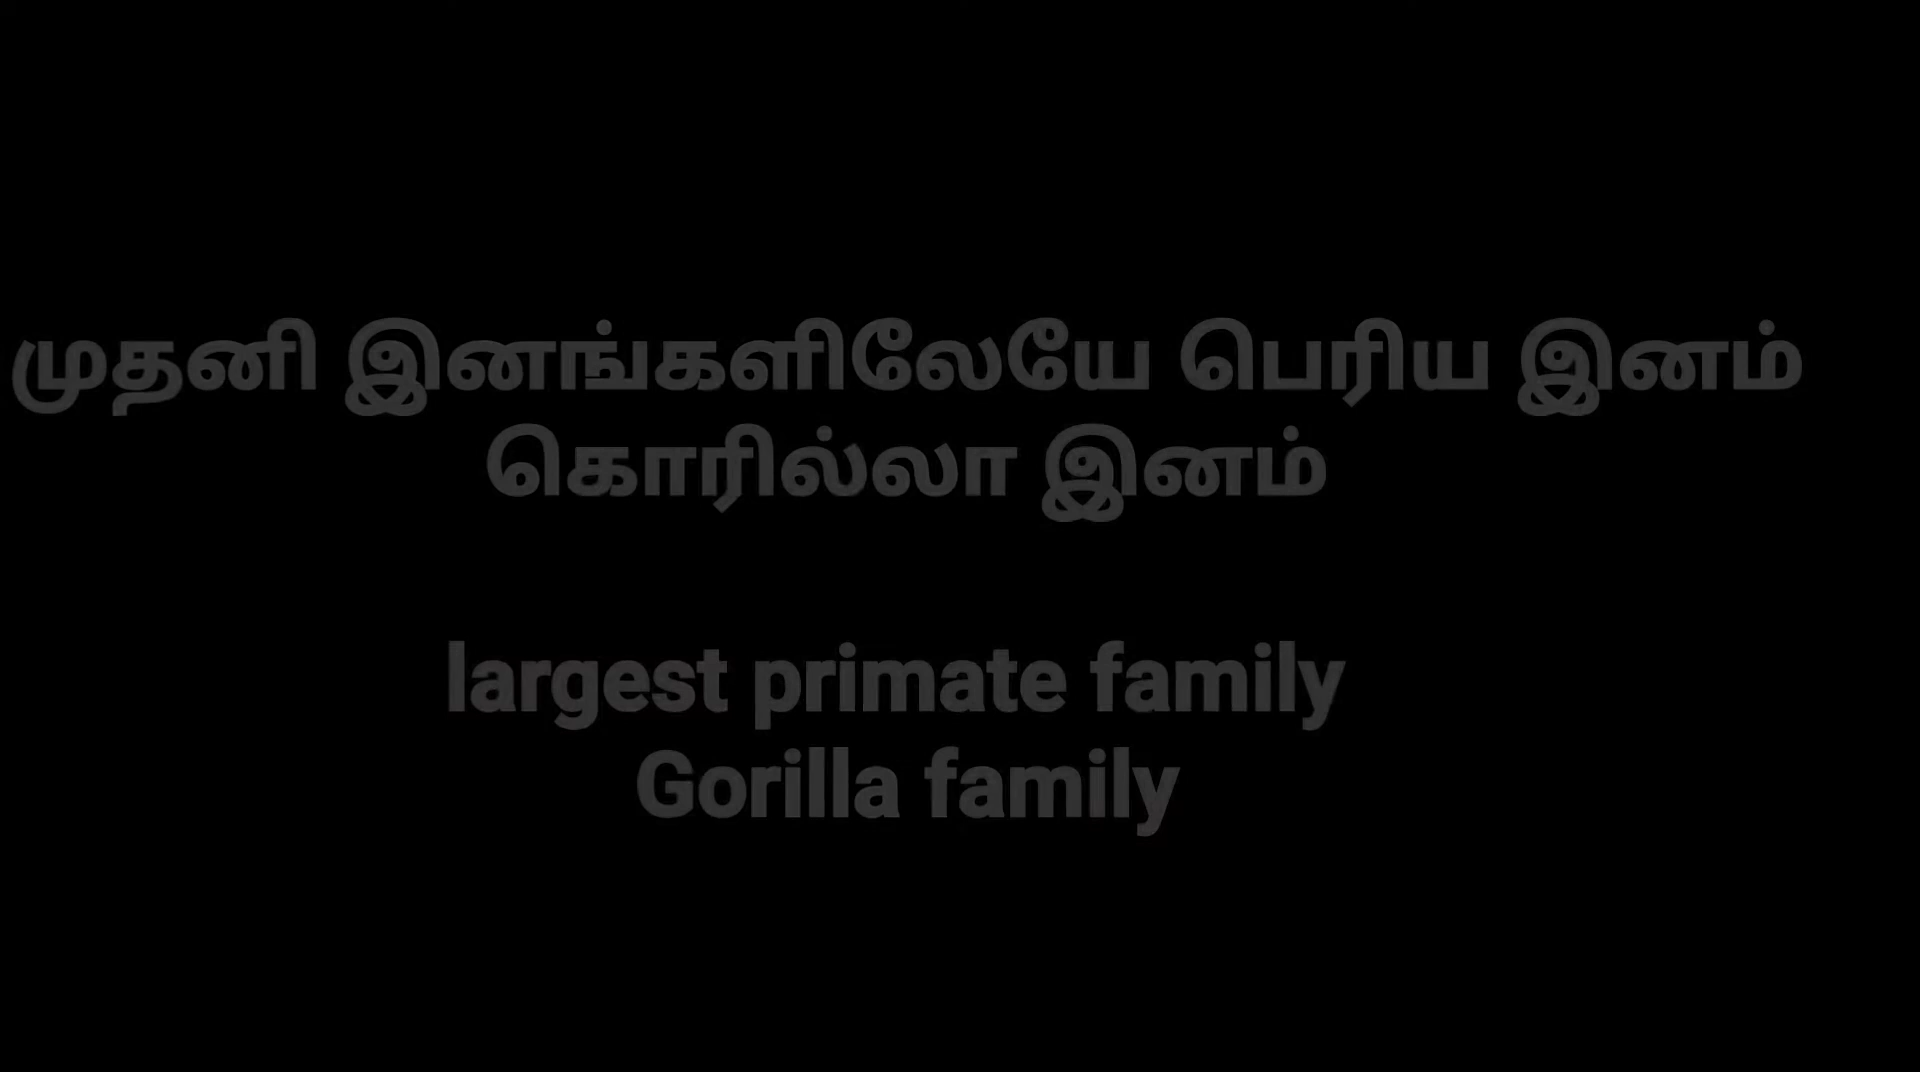 முதனி இனங்களிலேயே பெரிய இனம்
கொரில்லா இனம்
largest primate family
Gorilla family